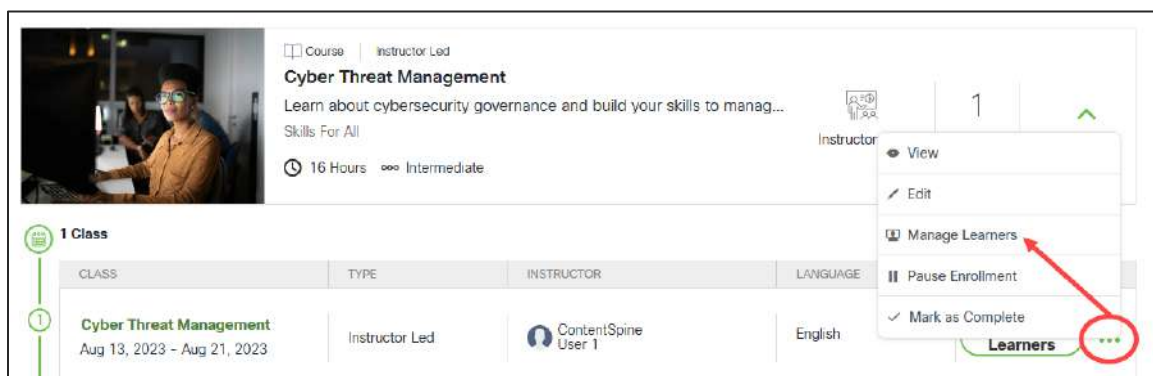 Course | Instructor Led
Cyber Threat Management
Learn about cybersecurity governance and build your skills to manag...
Skills For All
16 Hours Intermediate
Instructor
1
View
Edit
Manage Learners
Pause Enrollment
Mark as Complete
1 Class
CLASS TYPE INSTRUCTOR LANGUAGE
1
Cyber Threat Management
Aug 13, 2023 - Aug 21, 2023
Instructor Led
ContentSpine
User 1
English
Learners